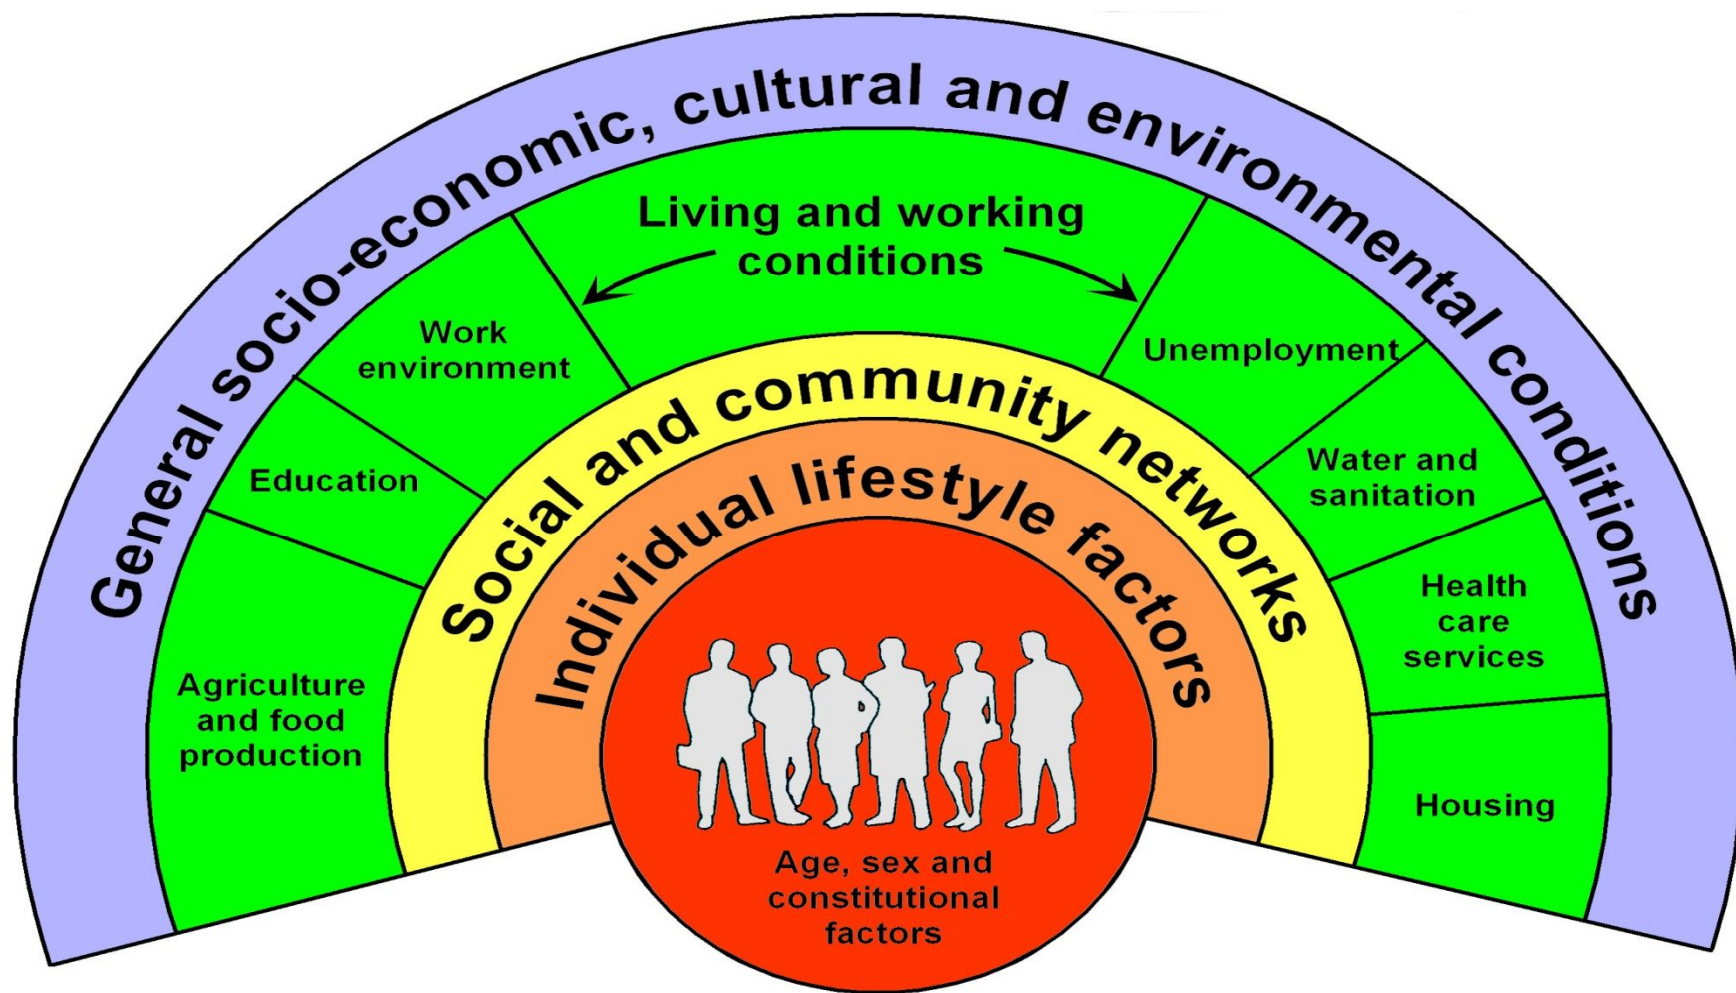 General socio-economic, cultural and environmental conditions
Living and working
conditions
Work
environment
Unemployment
Education
Water and
sanitation
Agriculture
and food
production
Health
care
services
Housing
Social and community networks
Individual lifestyle factors
Age, sex and
constitutional
factors